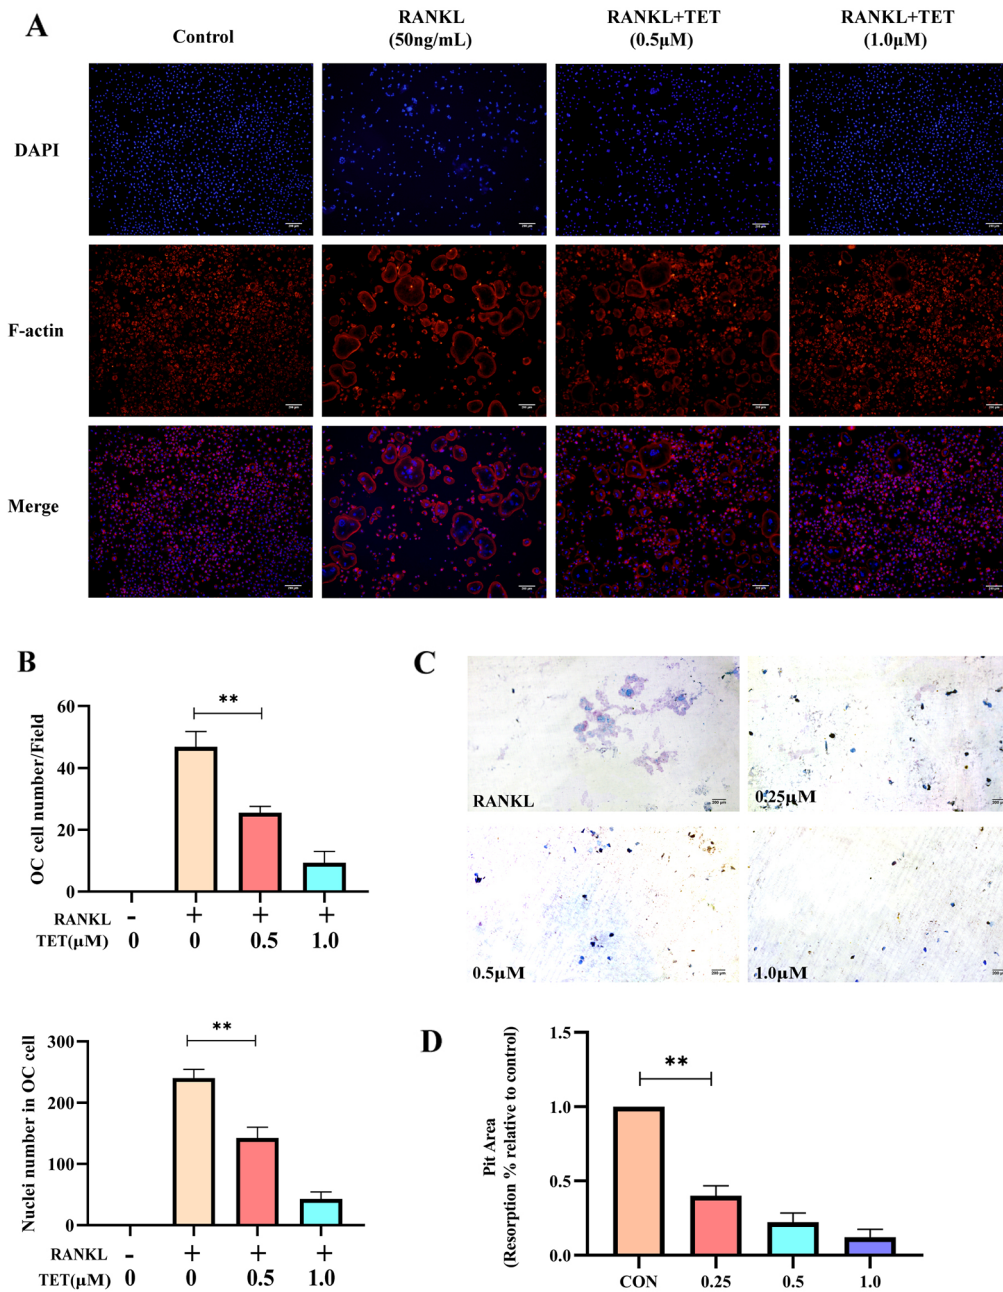 A
Control
RANKL
(50ng/mL)
RANKL+TET
(0.5μM)
RANKL+TET
(1.0μM)
DAPI
F-actin
Merge
B
**
OC cell number/Field
60
40
20
0
RANKL - + + +
TET(μM) 0 0 0.5 1.0
**
Nuclei number in OC cell
300
200
100
0
RANKL - + + +
TET(μM) 0 0 0.5 1.0
C
RANKL
0.25μM
0.5μM
1.0μM
200 μm
D
**
Pit Area
(Resorption % relative to control)
1.5
1.0
0.5
0.0
CON 0.25 0.5 1.0